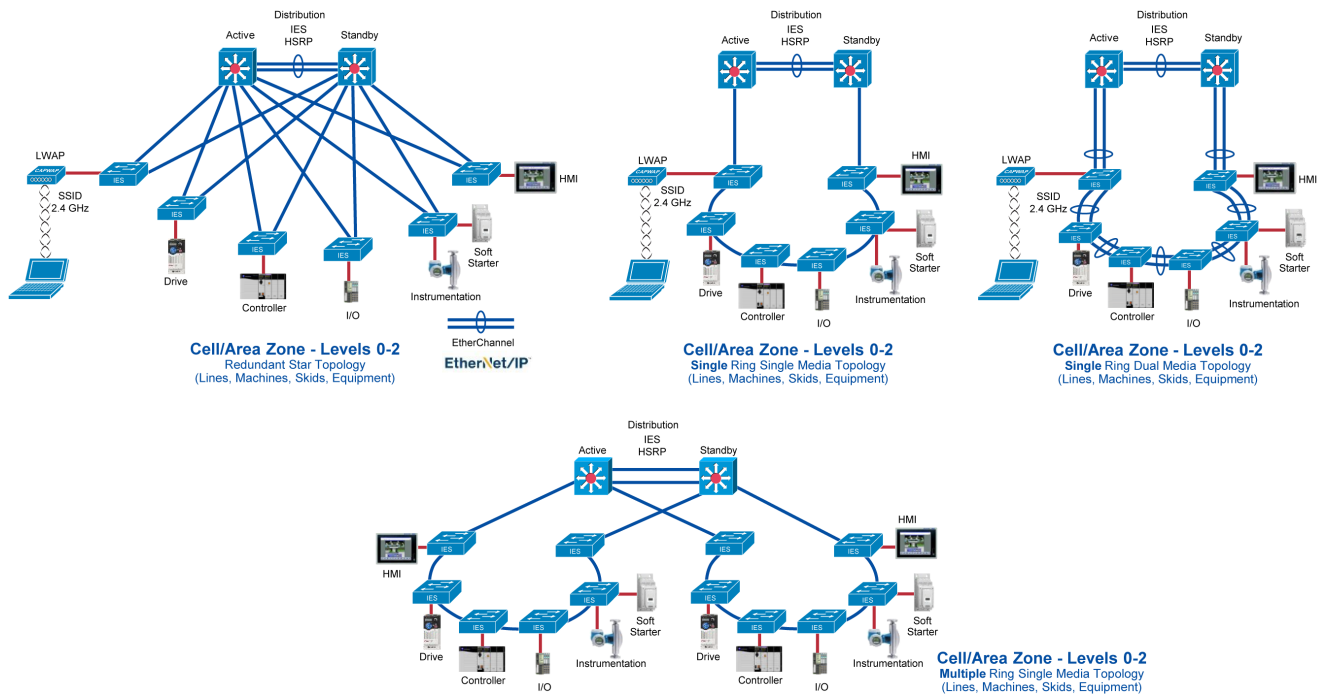 Distribution
IES
HSRP
Active
Standby
LWAP
CAPWAP
SSID
2.4 GHz
IES
IES
IES
IES
IES
IES
HMI
Drive
Controller
I/O
Instrumentation
Soft
Starter
EtherChannel
EtherNet/IP™
Cell/Area Zone - Levels 0-2
Redundant Star Topology
(Lines, Machines, Skids, Equipment)
Distribution
IES
HSRP
Active
Standby
LWAP
CAPWAP
SSID
2.4 GHz
IES
IES
IES
IES
IES
IES
HMI
Drive
Controller
I/O
Instrumentation
Soft
Starter
Cell/Area Zone - Levels 0-2
Single Ring Single Media Topology
(Lines, Machines, Skids, Equipment)
Distribution
IES
HSRP
Active
Standby
LWAP
CAPWAP
SSID
2.4 GHz
IES
IES
IES
IES
IES
IES
HMI
Drive
Controller
I/O
Instrumentation
Soft
Starter
Cell/Area Zone - Levels 0-2
Single Ring Dual Media Topology
(Lines, Machines, Skids, Equipment)
Distribution
IES
HSRP
Active
Standby
HMI
IES
IES
IES
IES
IES
IES
Drive
Controller
I/O
Instrumentation
Soft
Starter
HMI
IES
IES
IES
IES
IES
IES
Drive
Controller
I/O
Instrumentation
Soft
Starter
Cell/Area Zone - Levels 0-2
Multiple Ring Single Media Topology
(Lines, Machines, Skids, Equipment)